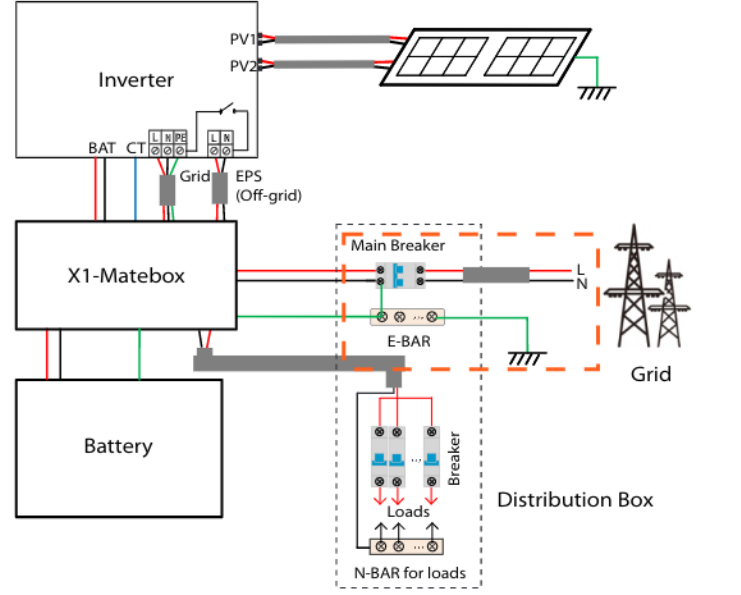 PV1
PV2
Inverter
BAT CT
L N PE
L N
Grid
EPS
(Off-grid)
X1-Matebox
Main Breaker
L
N
E-BAR
...
Grid
Battery
Breaker
...
Distribution Box
Loads
...
N-BAR for loads